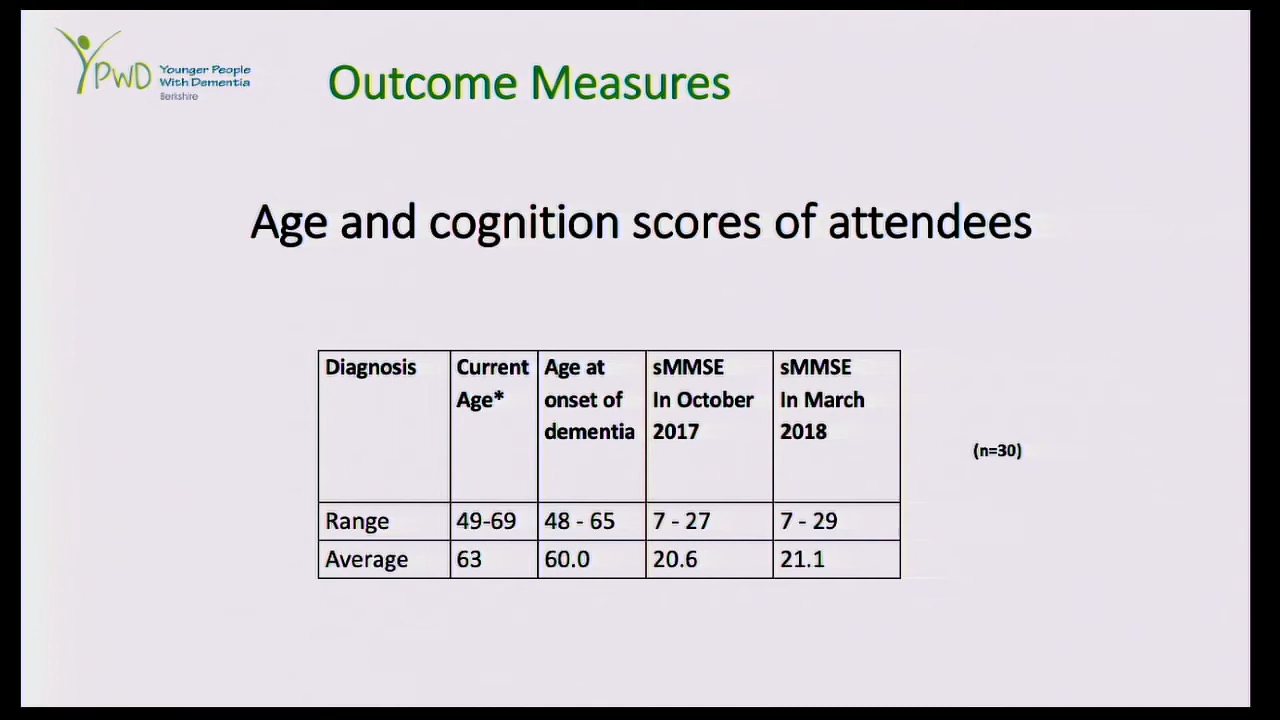 YPWD Younger People
With Dementia
Berkshire
Outcome Measures
Age and cognition scores of attendees
Diagnosis Current Age* Age at onset of dementia sMMSE In October 2017 sMMSE In March 2018
(n=30)
Range 49-69 48 - 65 7 - 27 7 - 29
Average 63 60.0 20.6 21.1